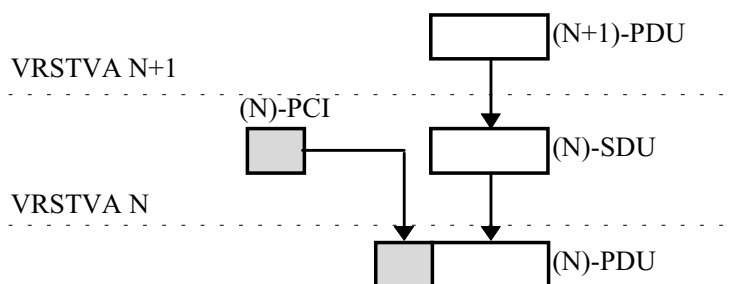 (N+1)-PDU
VRSTVA N+1
(N)-PCI
(N)-SDU
VRSTVA N
(N)-PDU